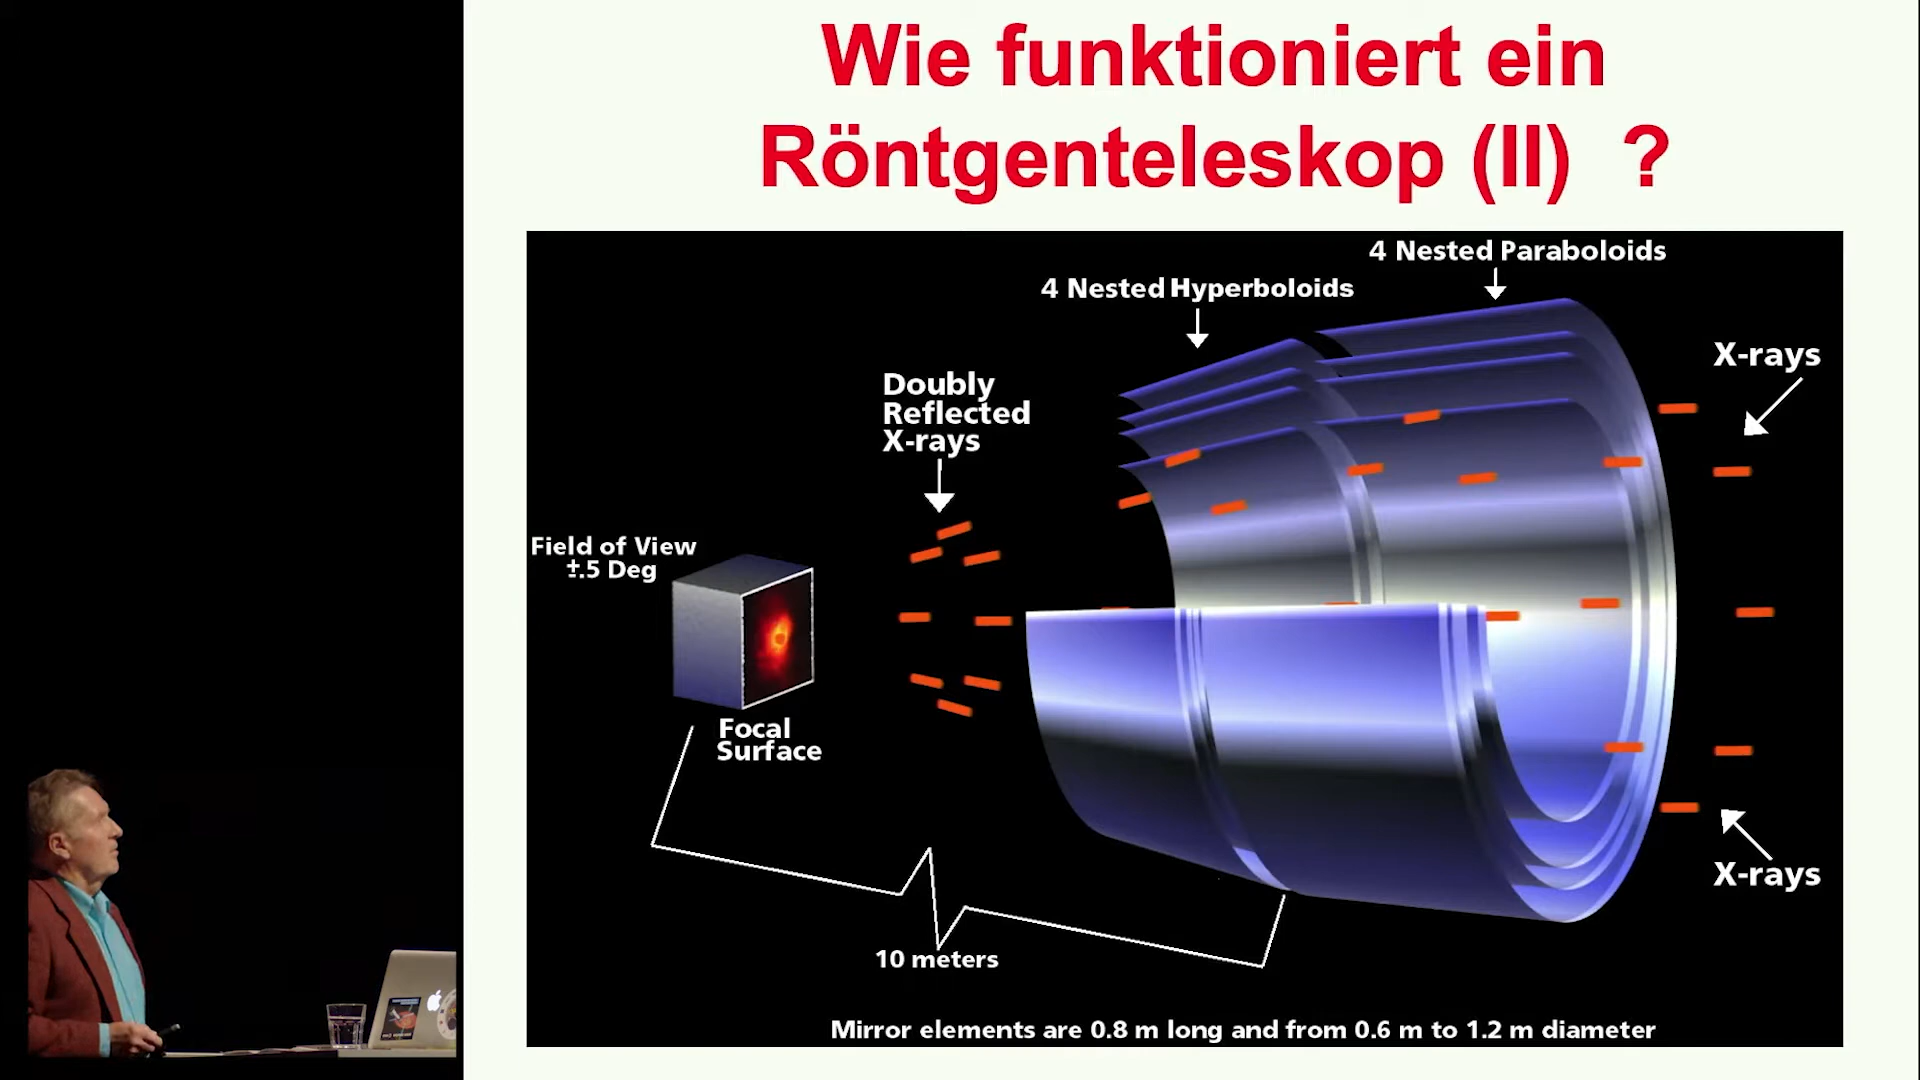 Wie funktioniert ein
Röntgenteleskop (II) ?
4 Nested Paraboloids
4 Nested Hyperboloids
X-rays
Doubly
Reflected
X-rays
Field of View
±.5 Deg
Focal
Surface
X-rays
10 meters
Mirror elements are 0.8 m long and from 0.6 m to 1.2 m diameter